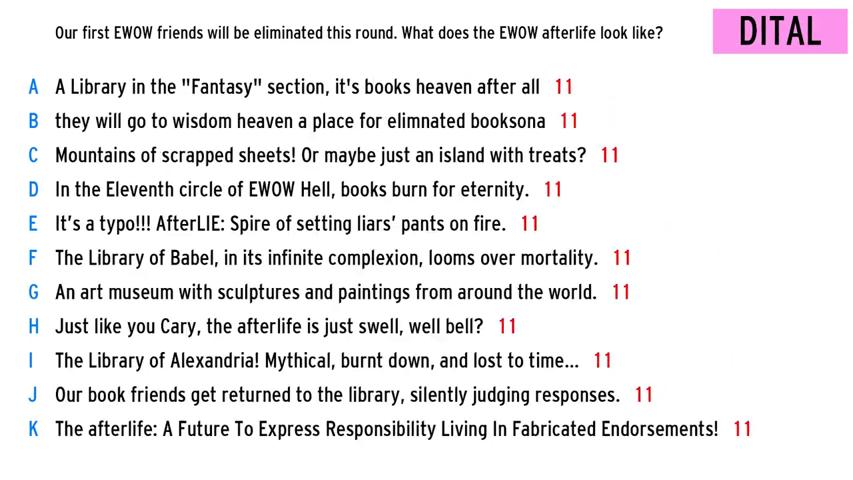 Our first EWOW friends will be eliminated this round. What does the EWOW afterlife look like?
DITAL
A A Library in the "Fantasy" section, it's books heaven after all 11
B they will go to wisdom heaven a place for elimnated booksona 11
C Mountains of scrapped sheets! Or maybe just an island with treats? 11
D In the Eleventh circle of EWOW Hell, books burn for eternity. 11
E It’s a typo!!! AfterLIE: Spire of setting liars’ pants on fire. 11
F The Library of Babel, in its infinite complexion, looms over mortality. 11
G An art museum with sculptures and paintings from around the world. 11
H Just like you Cary, the afterlife is just swell, well bell? 11
I The Library of Alexandria! Mythical, burnt down, and lost to time... 11
J Our book friends get returned to the library, silently judging responses. 11
K The afterlife: A Future To Express Responsibility Living In Fabricated Endorsements! 11